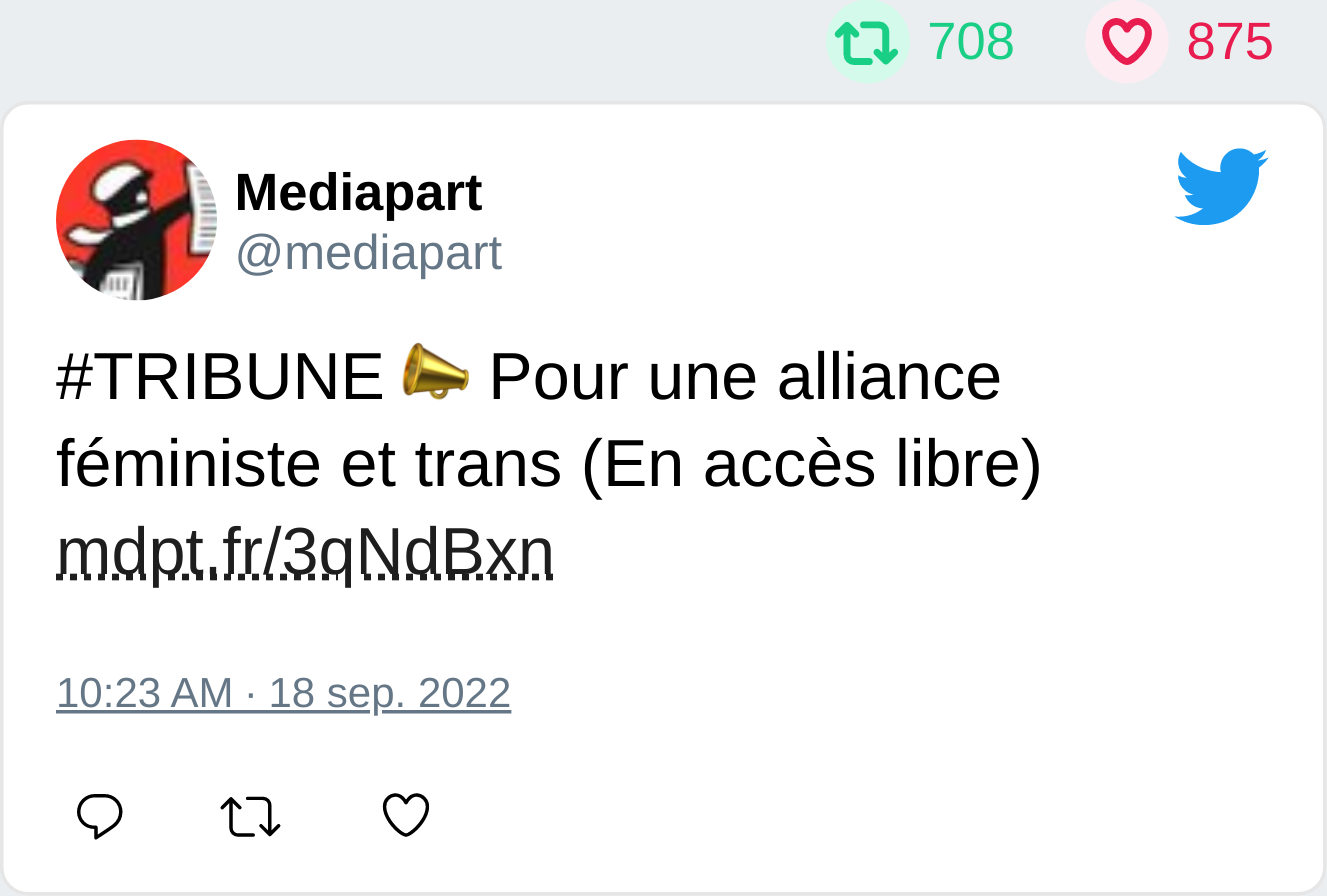 708 875
Mediapart
@mediapart
#TRIBUNE 📣 Pour une alliance
féministe et trans (En accès libre)
mdpt.fr/3qNdBxn
10:23 AM · 18 sep. 2022